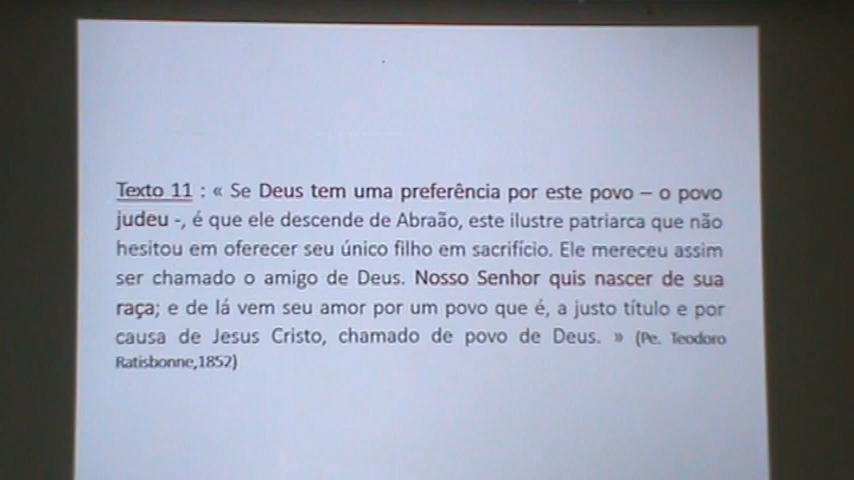 Texto 11 : « Se Deus tem uma preferência por este povo – o povo
judeu -, é que ele descende de Abraão, este ilustre patriarca que não
hesitou em oferecer seu único filho em sacrifício. Ele mereceu assim
ser chamado o amigo de Deus. Nosso Senhor quis nascer de sua
raça; e de lá vem seu amor por um povo que é, a justo título e por
causa de Jesus Cristo, chamado de povo de Deus. » (Pe. Teodoro
Ratisbonne,1852)